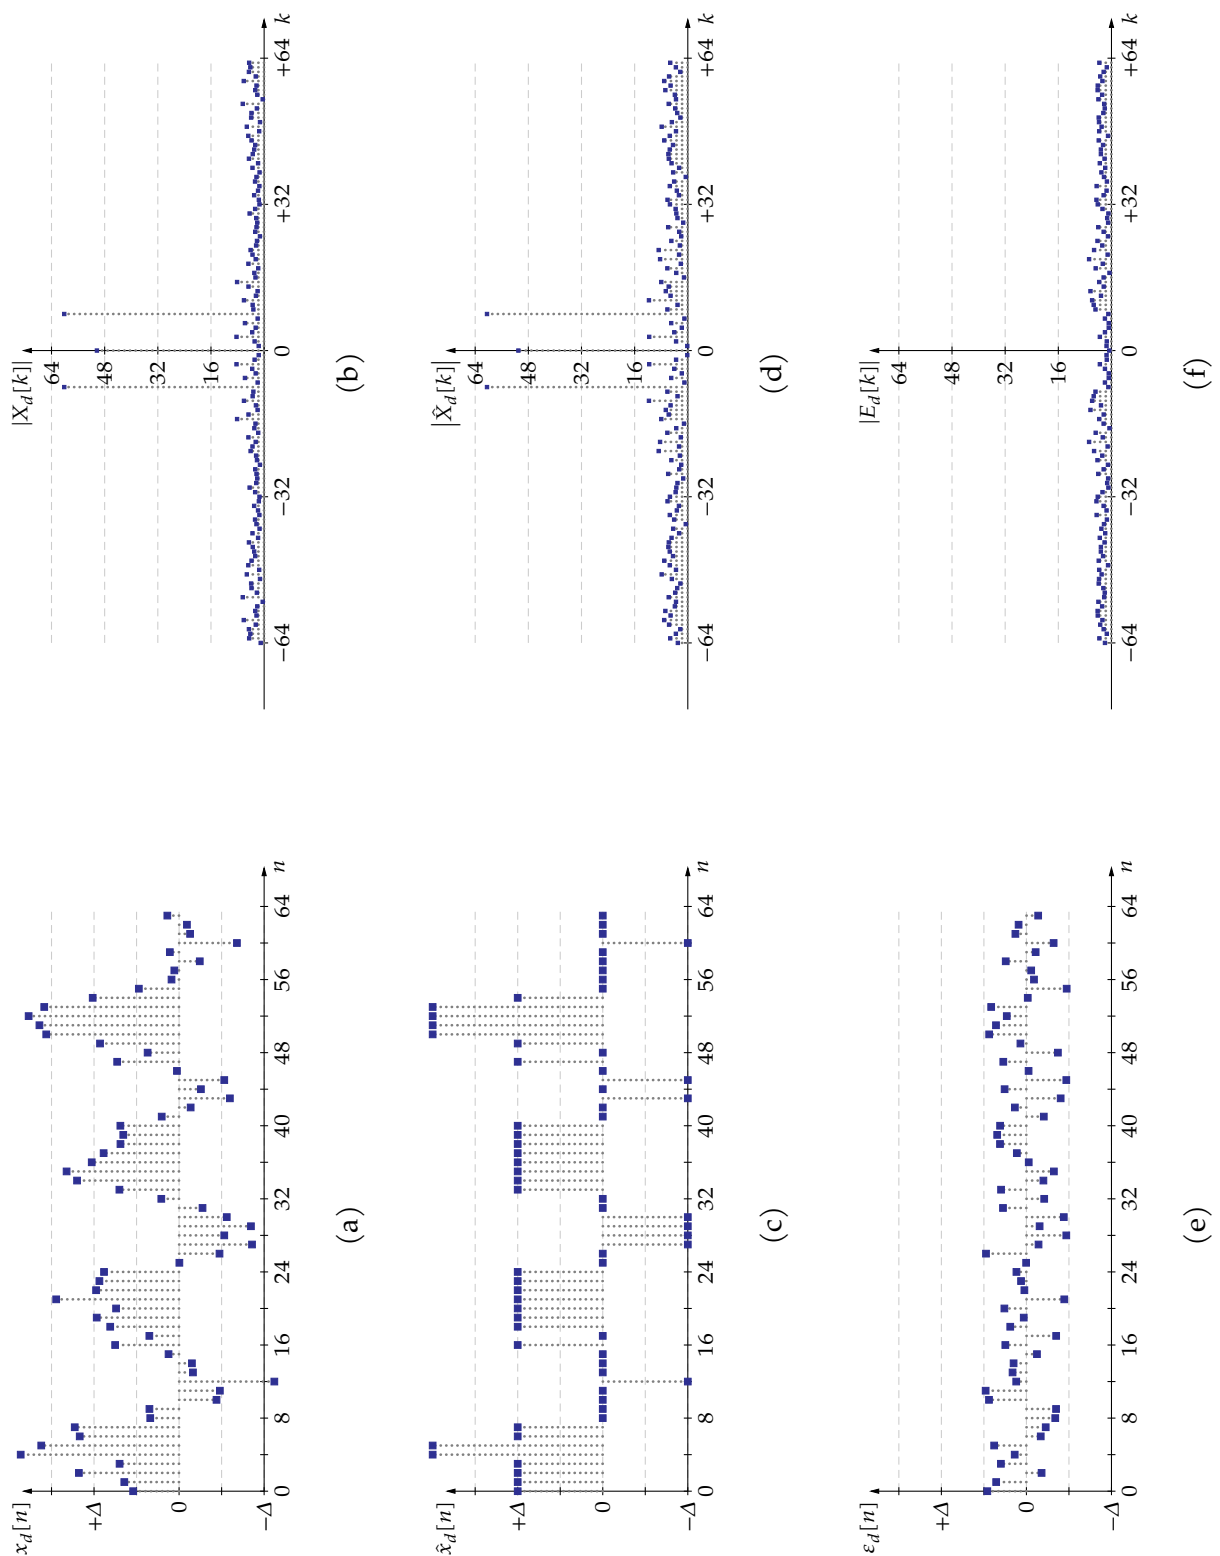 x_d[n]
+Δ
0
−Δ
0 8 16 24 32 40 48 56 64 n
(a)
|X_d[k]|
64
48
32
16
−64 −32 0 +32 +64 k
(b)
x̂_d[n]
+Δ
0
−Δ
0 8 16 24 32 40 48 56 64 n
(c)
|X̂_d[k]|
64
48
32
16
−64 −32 0 +32 +64 k
(d)
ε_d[n]
+Δ
0
−Δ
0 8 16 24 32 40 48 56 64 n
(e)
|E_d[k]|
64
48
32
16
−64 −32 0 +32 +64 k
(f)